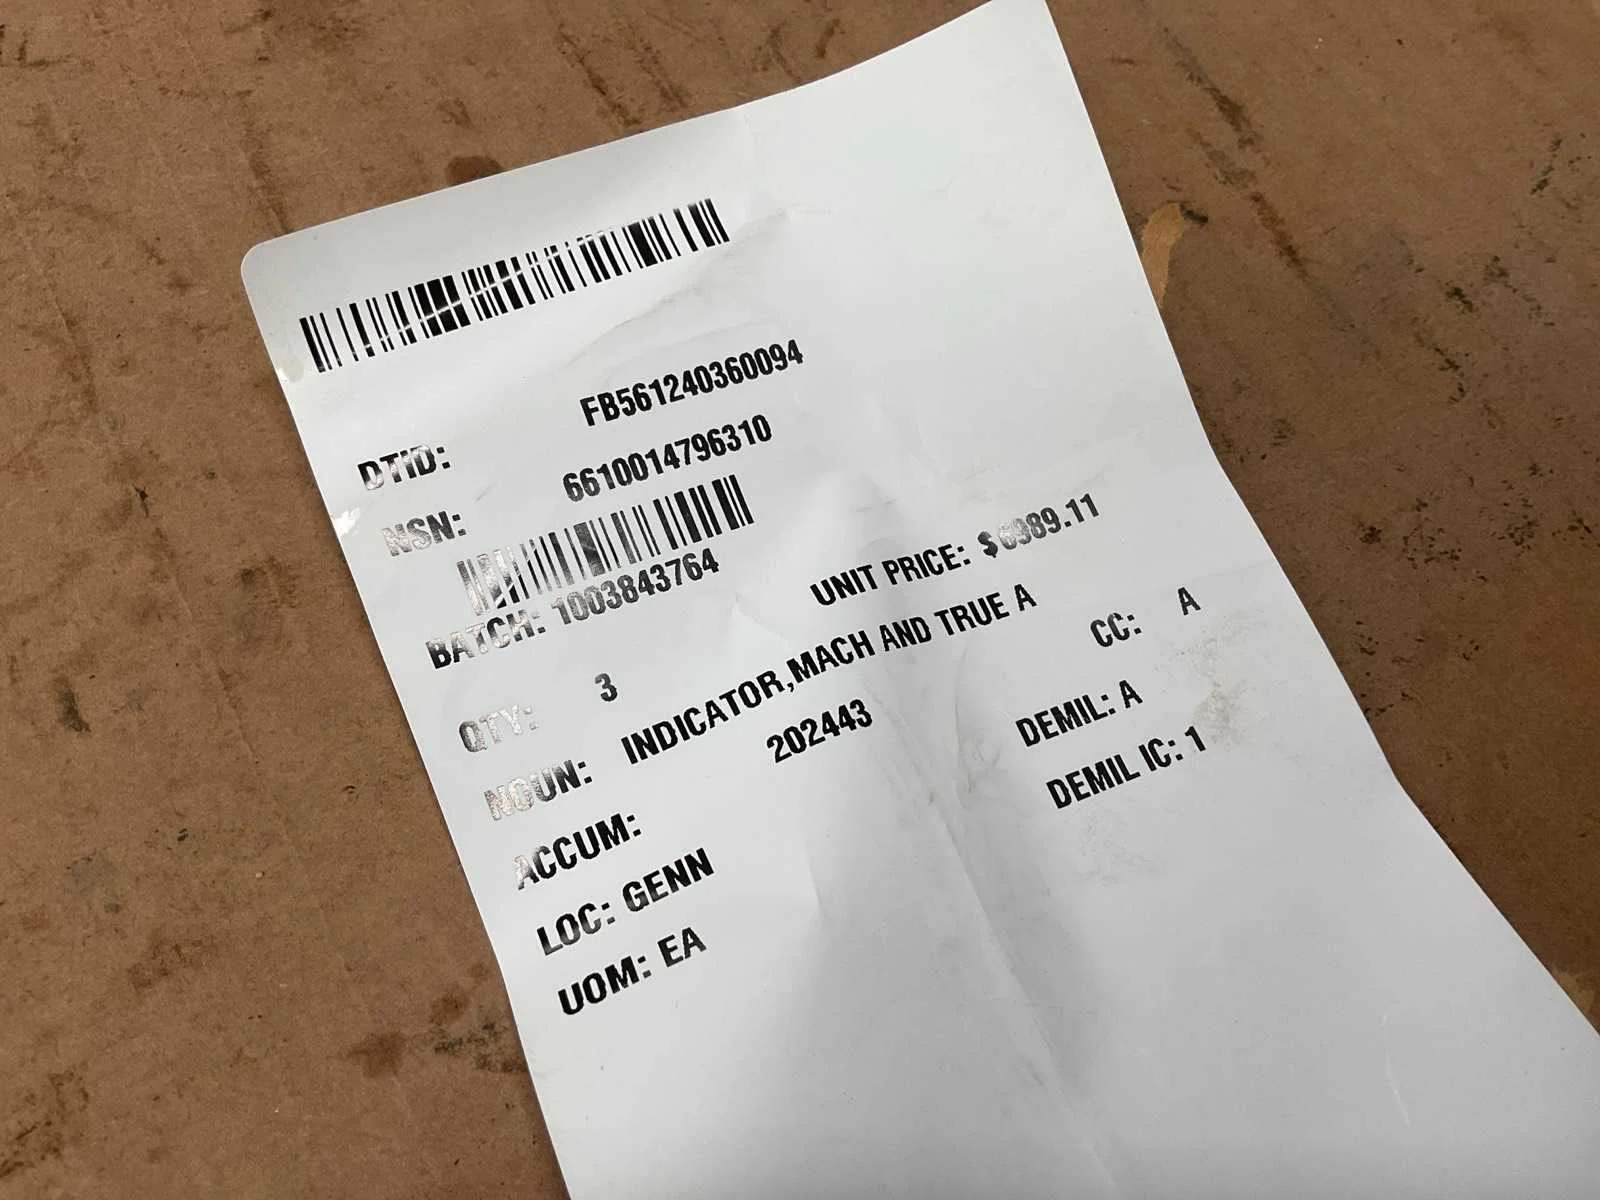 DTID: FB561240360094
NSN: 6610014796310
BATCH: 1003843764
UNIT PRICE:
QTY: 3
NOUN: INDICATOR,MACH AND TRUE A
CC: A
ACCUM: 202443
DEMIL: A
LOC: GENN
DEMIL IC: 1
UOM: EA